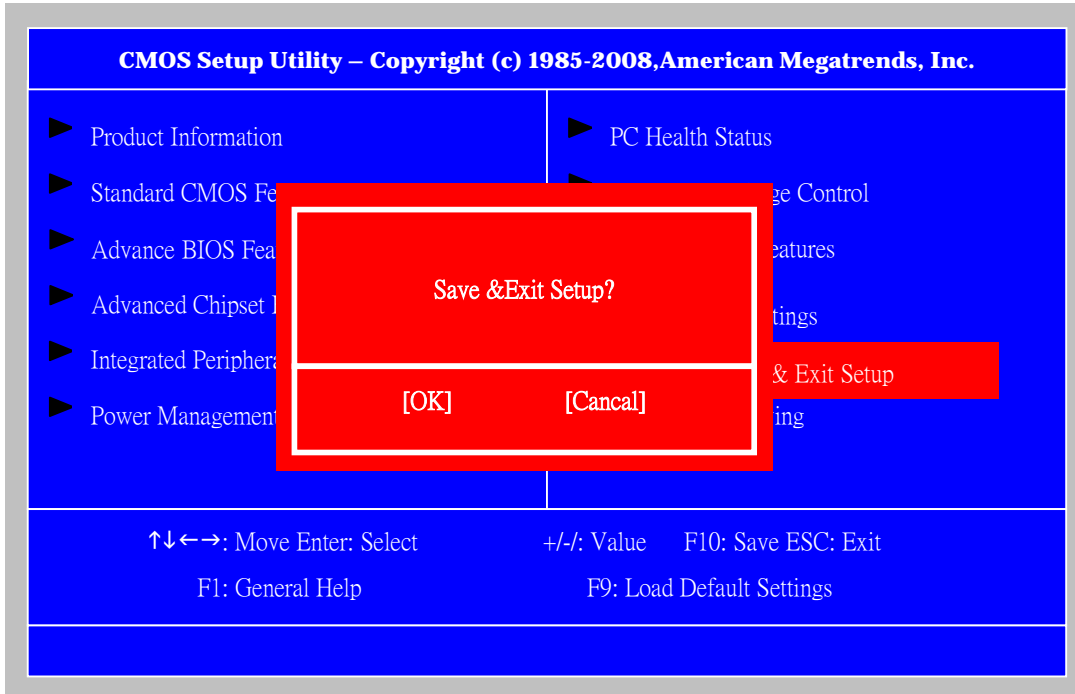 CMOS Setup Utility – Copyright (c) 1985-2008,American Megatrends, Inc.
Product Information
Standard CMOS Fe
Advance BIOS Fea
Advanced Chipset
Integrated Periphera
Power Management
PC Health Status
ge Control
eatures
tings
& Exit Setup
ing
Save &Exit Setup?
[OK] [Cancal]
↑↓←→: Move Enter: Select +/-/: Value F10: Save ESC: Exit
F1: General Help F9: Load Default Settings